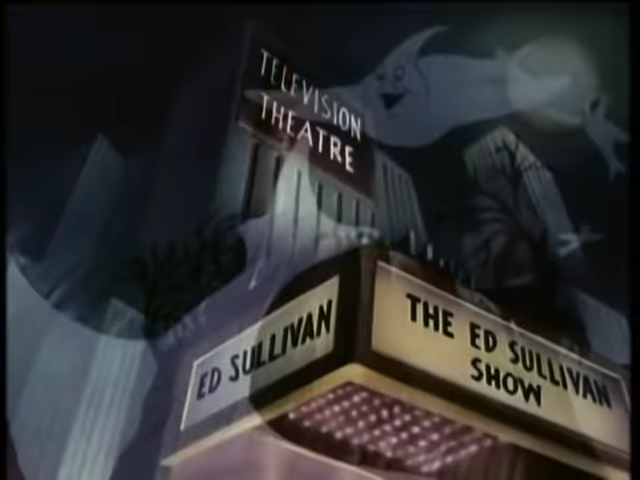 TELEVISION
THEATRE
ED SULLIVAN
THE ED SULLIVAN
SHOW